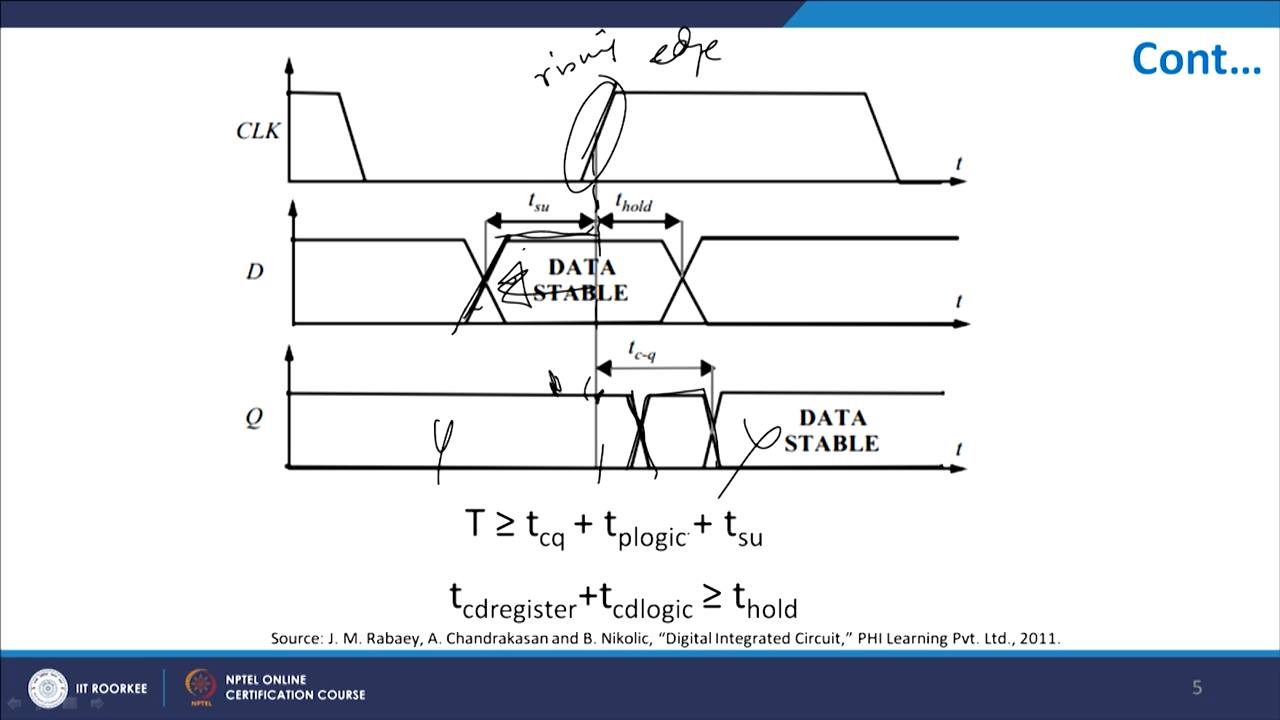 Cont...
rising edge
CLK
t
t_su t_hold
D
DATA
STABLE
t
t_c-q
Q
DATA
STABLE
t
T ≥ t_cq + t_plogic + t_su
t_cdregister+t_cdlogic ≥ t_hold
Source: J. M. Rabaey, A. Chandrakasan and B. Nikolic, “Digital Integrated Circuit,” PHI Learning Pvt. Ltd., 2011.
IIT ROORKEE
NPTEL
NPTEL ONLINE
CERTIFICATION COURSE
5